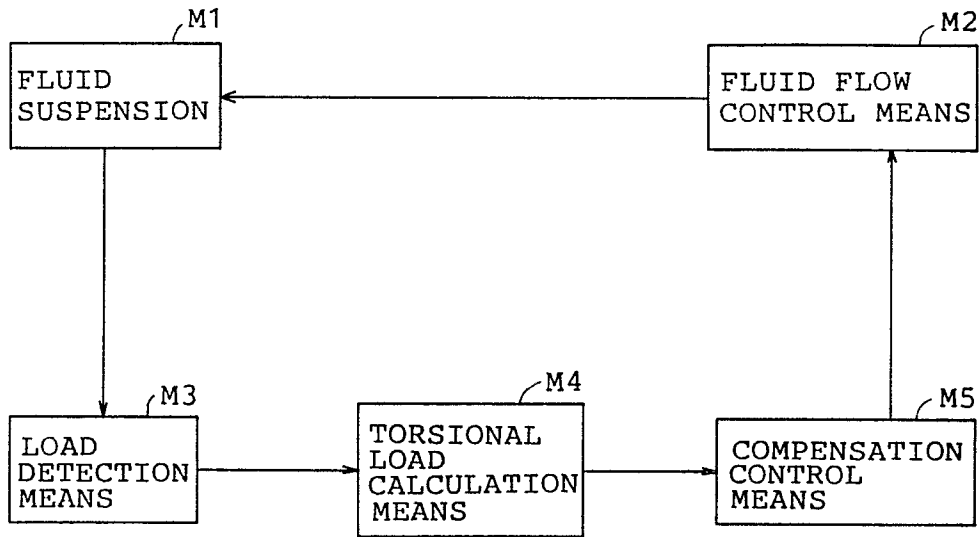 M1
FLUID
SUSPENSION
M2
FLUID FLOW
CONTROL MEANS
M3
LOAD
DETECTION
MEANS
M4
TORSIONAL
LOAD
CALCULATION
MEANS
M5
COMPENSATION
CONTROL
MEANS